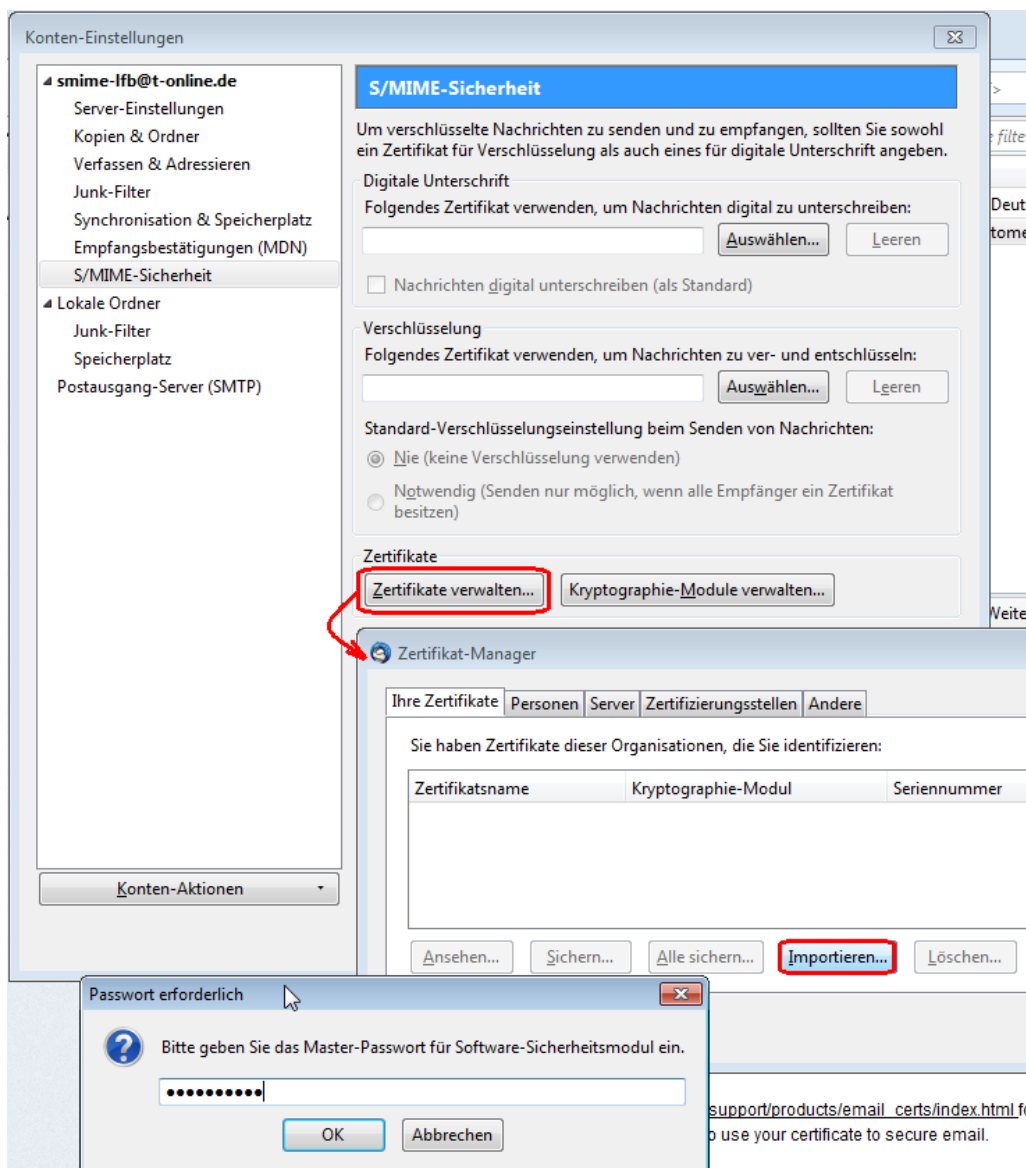 Konten-Einstellungen
smime-lfb@t-online.de
Server-Einstellungen
Kopien & Ordner
Verfassen & Adressieren
Junk-Filter
Synchronisation & Speicherplatz
Empfangsbestätigungen (MDN)
S/MIME-Sicherheit
Lokale Ordner
Junk-Filter
Speicherplatz
Postausgang-Server (SMTP)
Konten-Aktionen
S/MIME-Sicherheit
Um verschlüsselte Nachrichten zu senden und zu empfangen, sollten Sie sowohl
ein Zertifikat für Verschlüsselung als auch eines für digitale Unterschrift angeben.
Digitale Unterschrift
Folgendes Zertifikat verwenden, um Nachrichten digital zu unterschreiben:
Auswählen... Leeren
Nachrichten digital unterschreiben (als Standard)
Verschlüsselung
Folgendes Zertifikat verwenden, um Nachrichten zu ver- und entschlüsseln:
Auswählen... Leeren
Standard-Verschlüsselungseinstellung beim Senden von Nachrichten:
Nie (keine Verschlüsselung verwenden)
Notwendig (Senden nur möglich, wenn alle Empfänger ein Zertifikat
besitzen)
Zertifikate
Zertifikate verwalten... Kryptographie-Module verwalten...
Zertifikat-Manager
Ihre Zertifikate Personen Server Zertifizierungsstellen Andere
Sie haben Zertifikate dieser Organisationen, die Sie identifizieren:
Zertifikatsname Kryptographie-Modul Seriennummer
Ansehen... Sichern... Alle sichern... Importieren... Löschen...
Passwort erforderlich
Bitte geben Sie das Master-Passwort für Software-Sicherheitsmodul ein.
••••••••••
OK Abbrechen
support/products/email_certs/index.html
use your certificate to secure email.